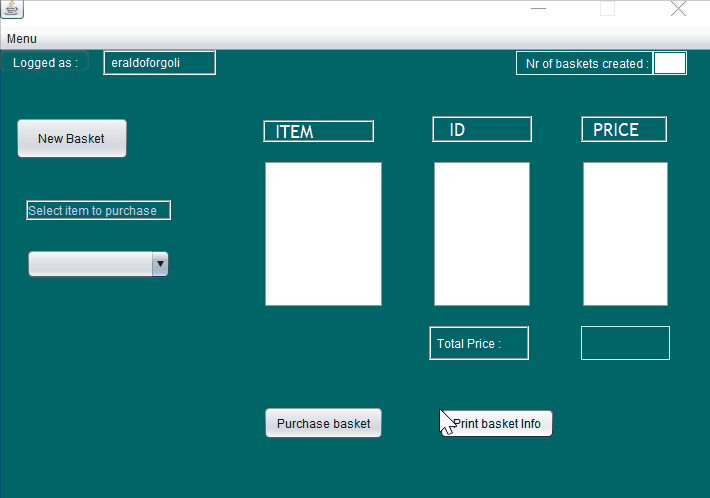 Menu
Logged as :
eraldoforgoli
Nr of baskets created :
New Basket
ITEM
ID
PRICE
Select item to purchase
Total Price :
Purchase basket
Print basket Info